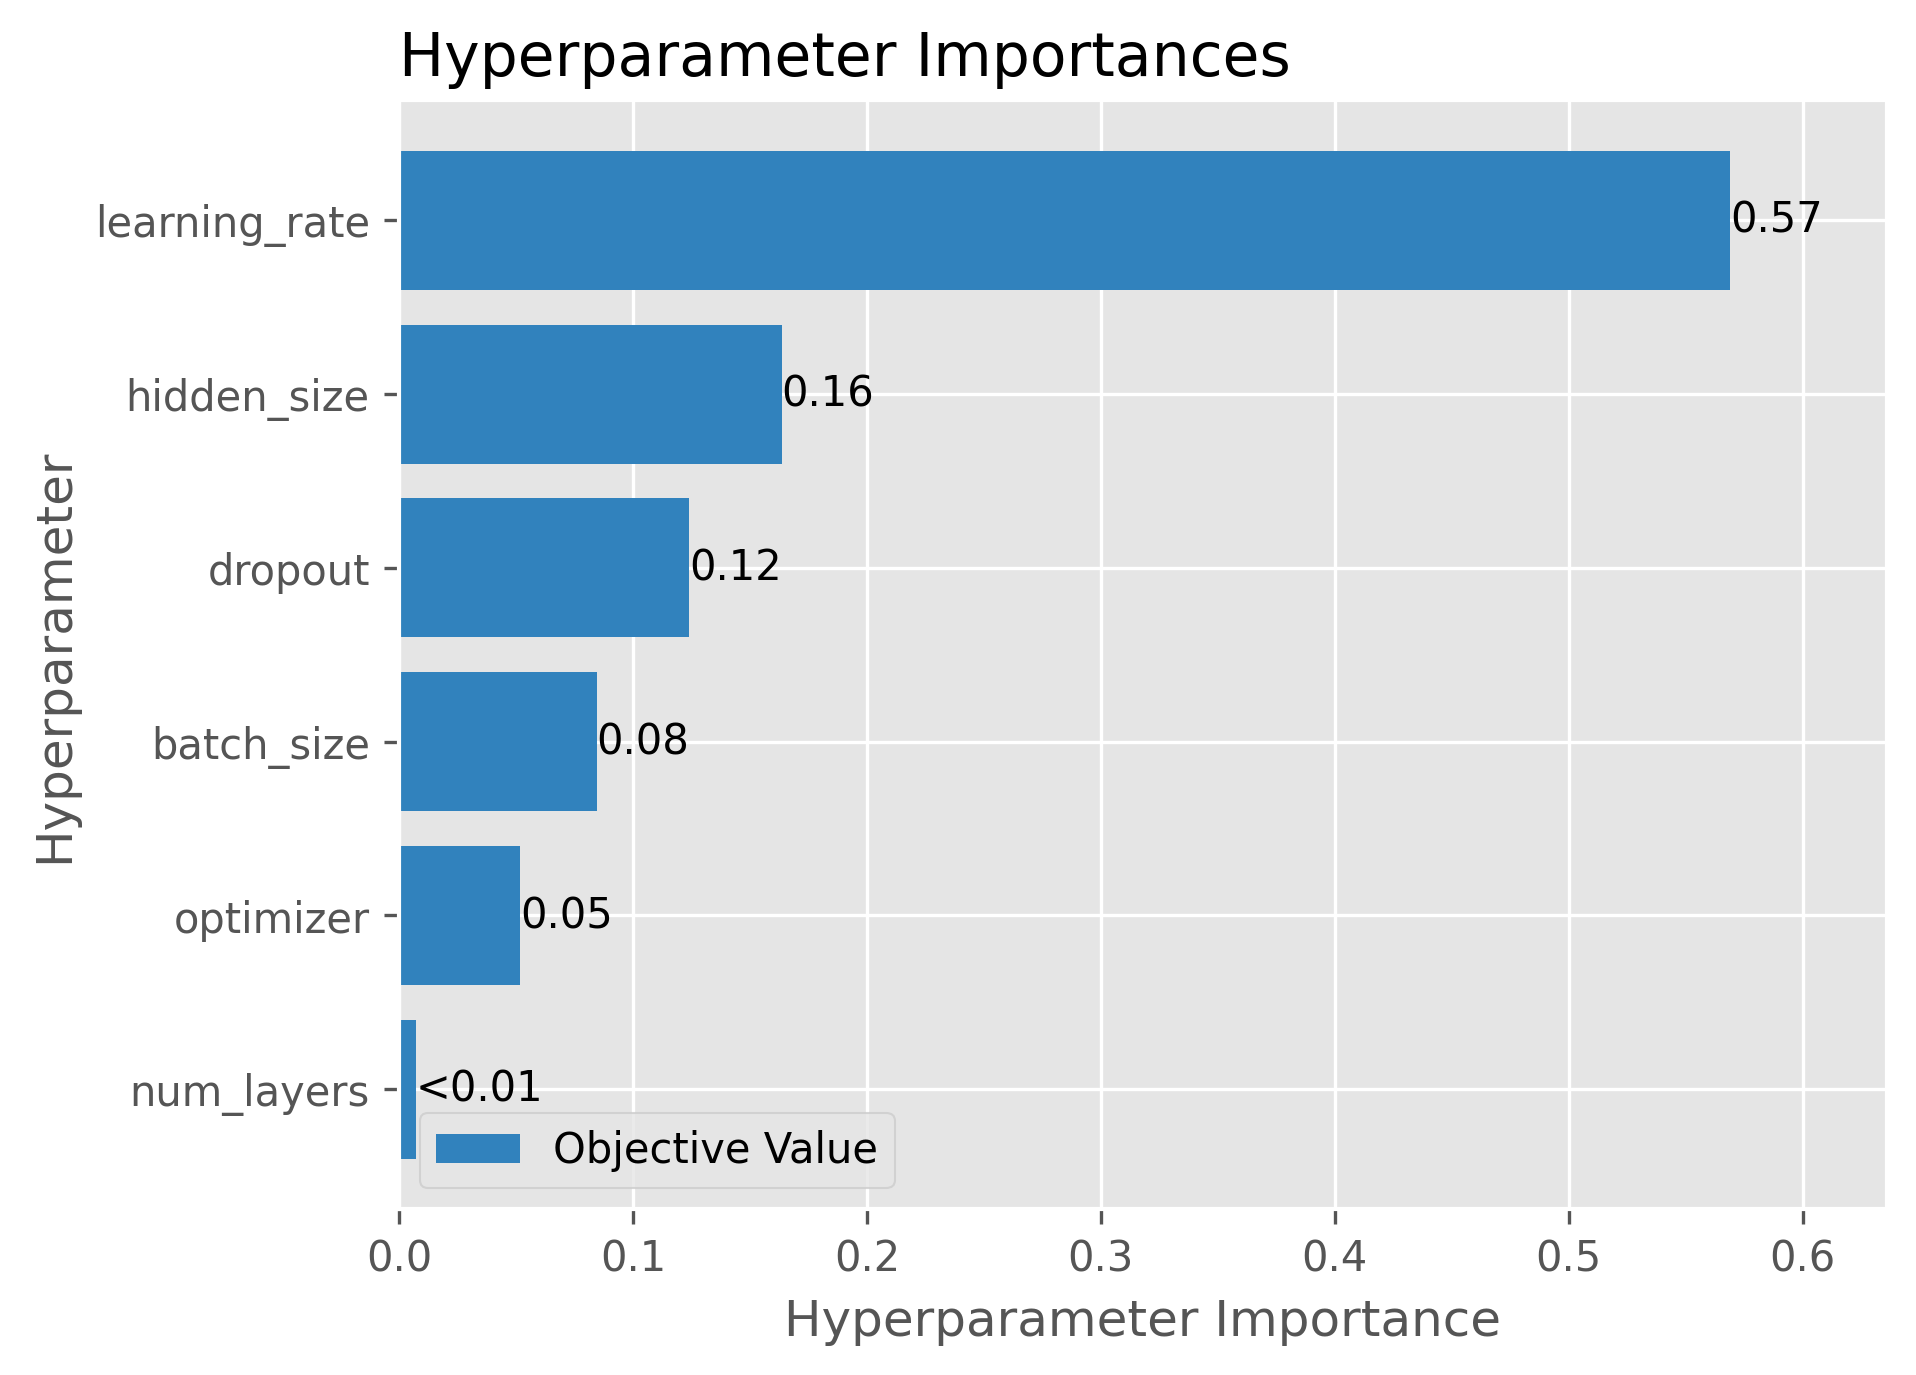 Hyperparameter Importances
Hyperparameter
learning_rate
0.57
hidden_size
0.16
dropout
0.12
batch_size
0.08
optimizer
0.05
num_layers
<0.01
Objective Value
0.0 0.1 0.2 0.3 0.4 0.5 0.6
Hyperparameter Importance